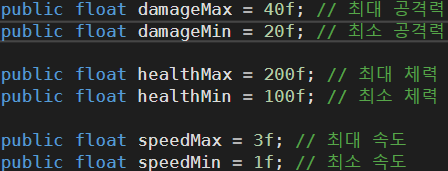 public float damageMax = 40f; // 최대 공격력
public float damageMin = 20f; // 최소 공격력
public float healthMax = 200f; // 최대 체력
public float healthMin = 100f; // 최소 체력
public float speedMax = 3f; // 최대 속도
public float speedMin = 1f; // 최소 속도